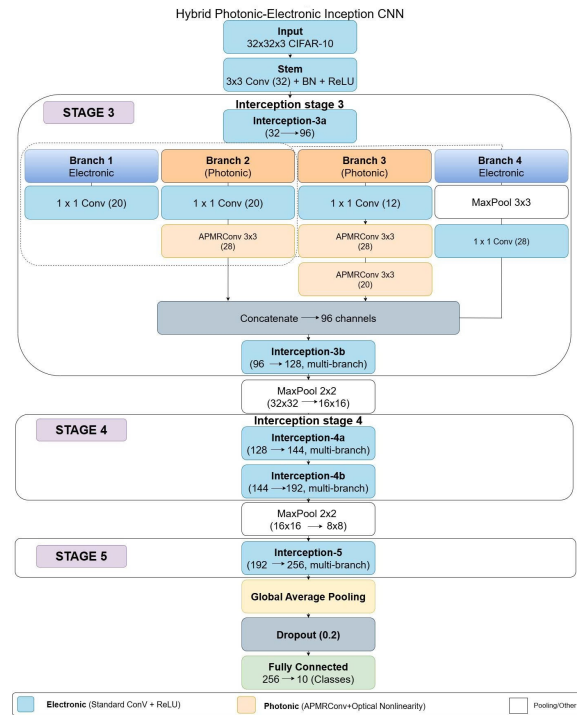 Hybrid Photonic-Electronic Inception CNN
Input
32x32x3 CIFAR-10
Stem
3x3 Conv (32) + BN + ReLU
STAGE 3
Interception stage 3
Interception-3a
(32 → 96)
Branch 1
Electronic
1 x 1 Conv (20)
Branch 2
(Photonic)
1 x 1 Conv (20)
APMRConv 3x3
(28)
Branch 3
(Photonic)
1 x 1 Conv (12)
APMRConv 3x3
(28)
APMRConv 3x3
(20)
Branch 4
Electronic
MaxPool 3x3
1 x 1 Conv (28)
Concatenate → 96 channels
Interception-3b
(96 → 128, multi-branch)
MaxPool 2x2
(32x32 → 16x16)
STAGE 4
Interception stage 4
Interception-4a
(128 → 144, multi-branch)
Interception-4b
(144 → 192, multi-branch)
MaxPool 2x2
(16x16 → 8x8)
STAGE 5
Interception-5
(192 → 256, multi-branch)
Global Average Pooling
Dropout (0.2)
Fully Connected
256 → 10 (Classes)
Electronic (Standard ConV + ReLU)
Photonic (APMRConv+Optical Nonlinearity)
Pooling/Other